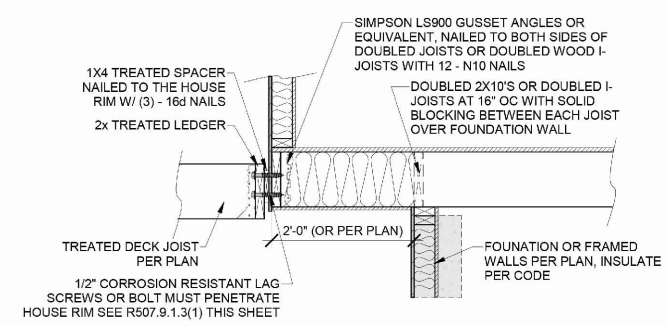 SIMPSON LS900 GUSSET ANGLES OR
EQUIVALENT, NAILED TO BOTH SIDES OF
DOUBLED JOISTS OR DOUBLED WOOD I-
JOISTS WITH 12 - N10 NAILS
1X4 TREATED SPACER
NAILED TO THE HOUSE
RIM W/ (3) - 16d NAILS
2x TREATED LEDGER
DOUBLED 2X10'S OR DOUBLED I-
JOISTS AT 16" OC WITH SOLID
BLOCKING BETWEEN EACH JOIST
OVER FOUNDATION WALL
2'-0" (OR PER PLAN)
TREATED DECK JOIST
PER PLAN
FOUNATION OR FRAMED
WALLS PER PLAN, INSULATE
PER CODE
1/2" CORROSION RESISTANT LAG
SCREWS OR BOLT MUST PENETRATE
HOUSE RIM SEE R507.9.1.3(1) THIS SHEET